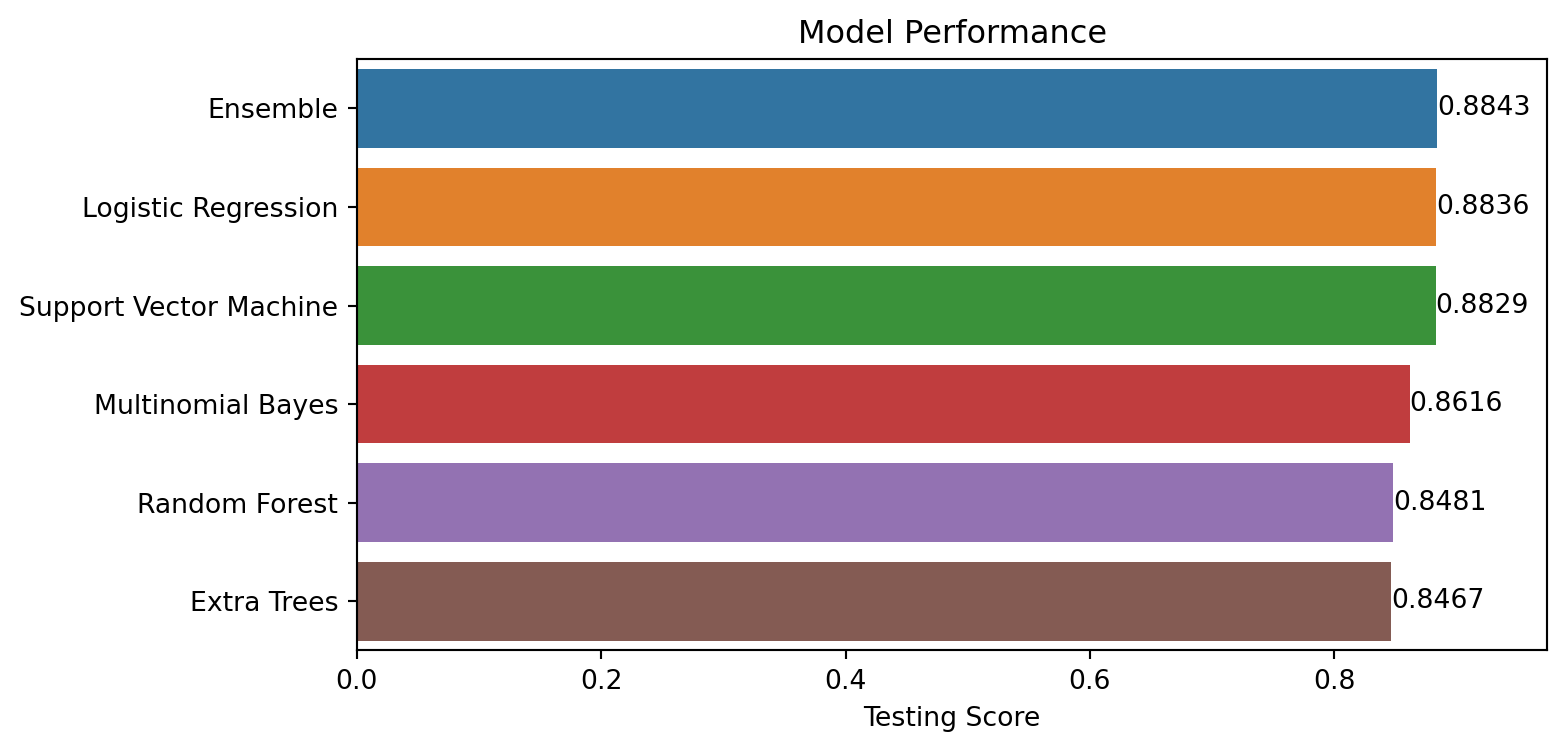 Model Performance
Ensemble
0.8843
Logistic Regression
0.8836
Support Vector Machine
0.8829
Multinomial Bayes
0.8616
Random Forest
0.8481
Extra Trees
0.8467
0.0 0.2 0.4 0.6 0.8
Testing Score